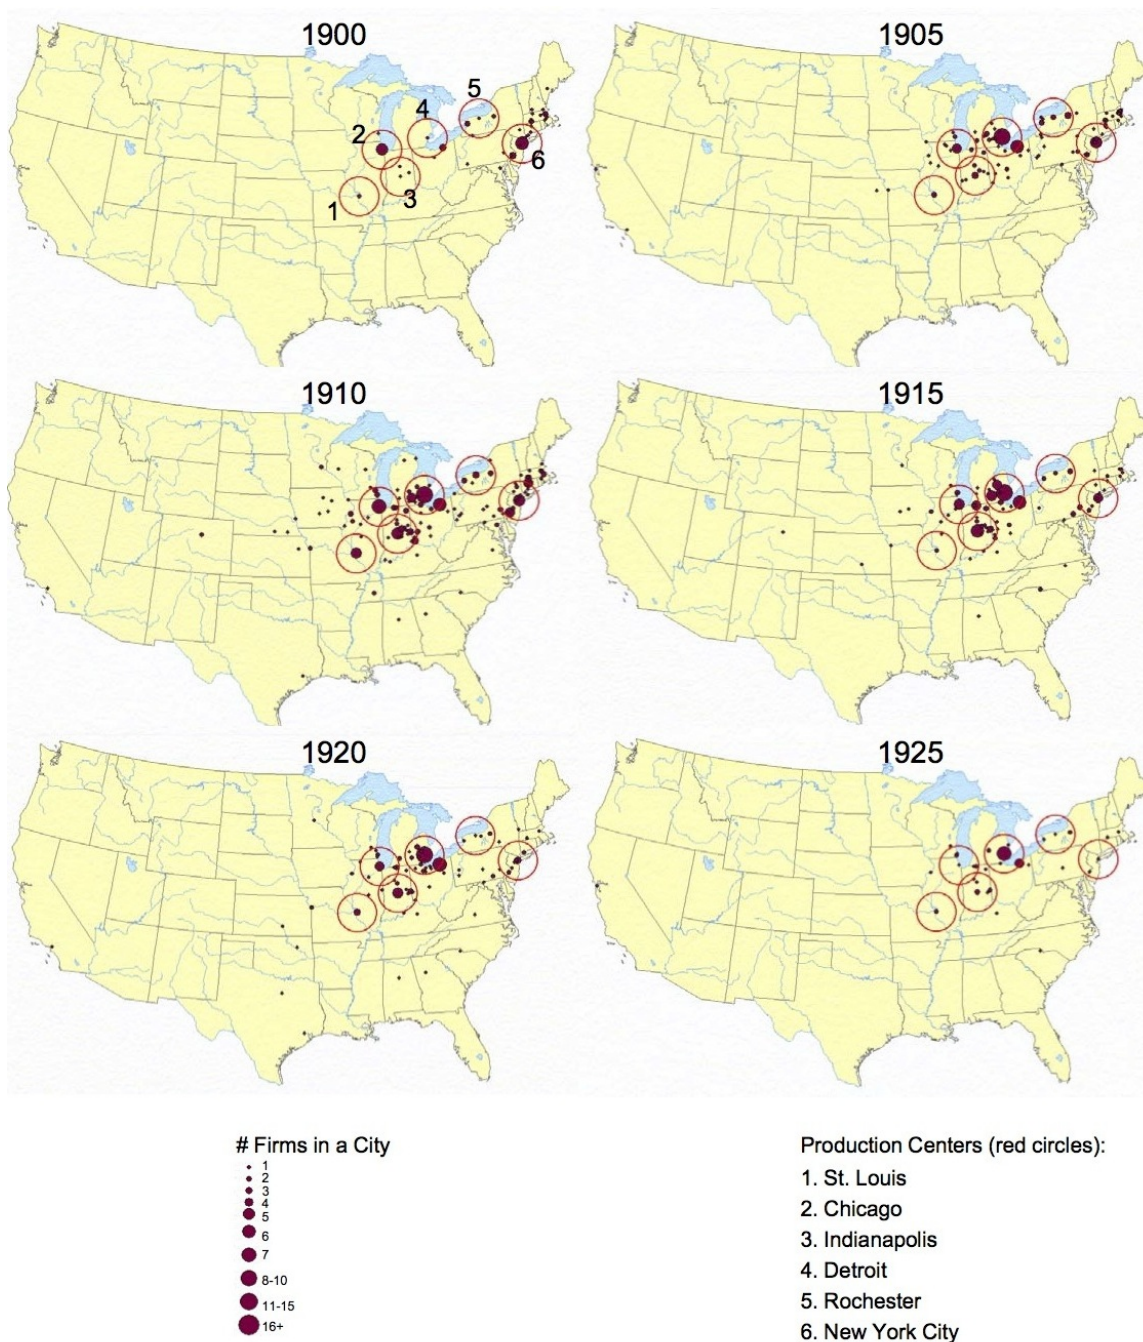 1900
1905
5
4
2
6
1
3
1910
1915
1920
1925
# Firms in a City
1
2
3
4
5
6
7
8-10
11-15
16+
Production Centers (red circles):
1. St. Louis
2. Chicago
3. Indianapolis
4. Detroit
5. Rochester
6. New York City